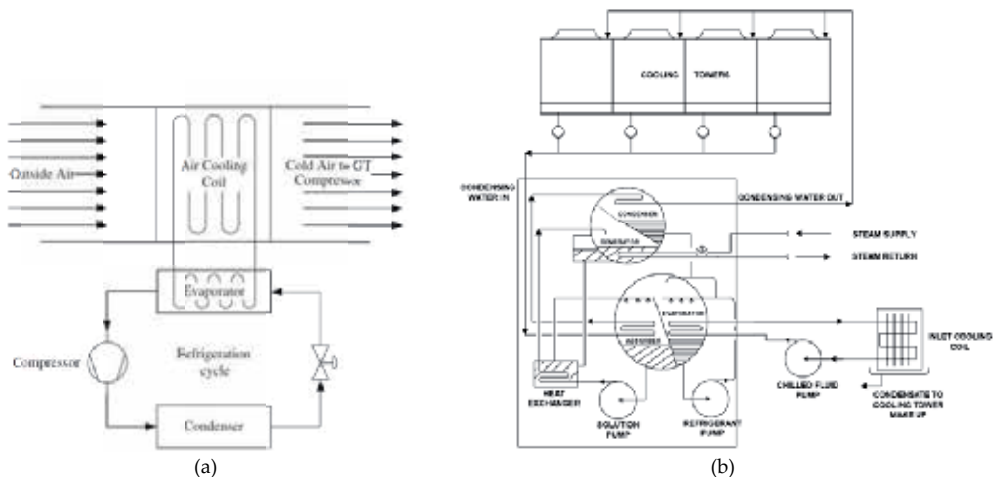 Outside Air
Air Cooling
Coil
Cold Air to GT
Compressor
Evaporator
Compressor
Refrigeration
cycle
Condenser
(a)
COOLING TOWERS
CONDENSING
WATER IN
CONDENSING WATER OUT
CONDENSER
GENERATOR
STEAM SUPPLY
STEAM RETURN
EVAPORATOR
ABSORBER
INLET COOLING
COIL
HEAT
EXCHANGER
SOLUTION
PUMP
REFRIGERANT
PUMP
CHILLED FLUID
PUMP
CONDENSATE TO
COOLING TOWER
MAKE UP
(b)